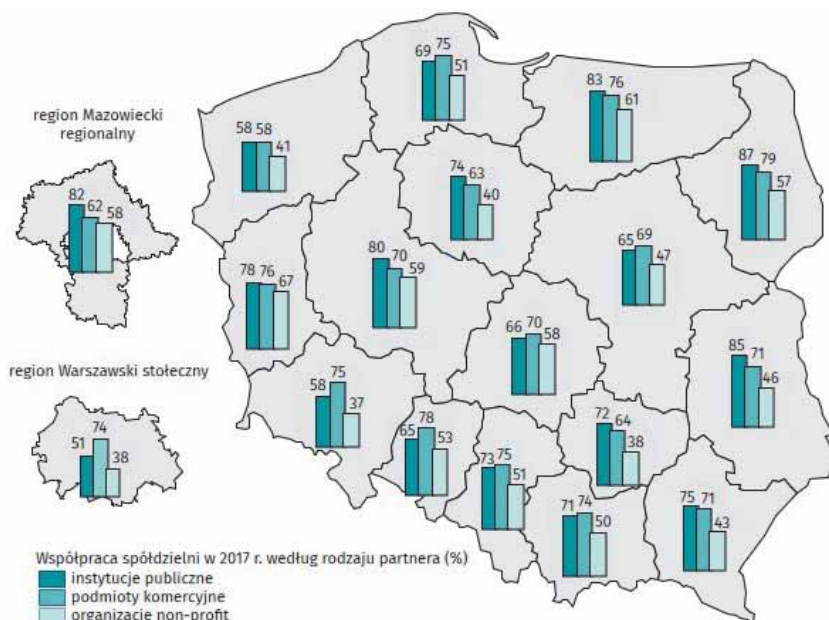 69 75 51
83 76 61
region Mazowiecki
regionalny
58 58 41
74 63 40
87 79 57
82 62 58
80 70 59
65 69 47
78 76 67
66 70 58
85 71 46
region Warszawski stołeczny
58 75 37
72 64 38
51 74 38
65 78 53
73 75 51
71 74 50
75 71 43
Współpraca spółdzielni w 2017 r. według rodzaju partnera (%)
instytucje publiczne
podmioty komercyjne
organizacje non-profit